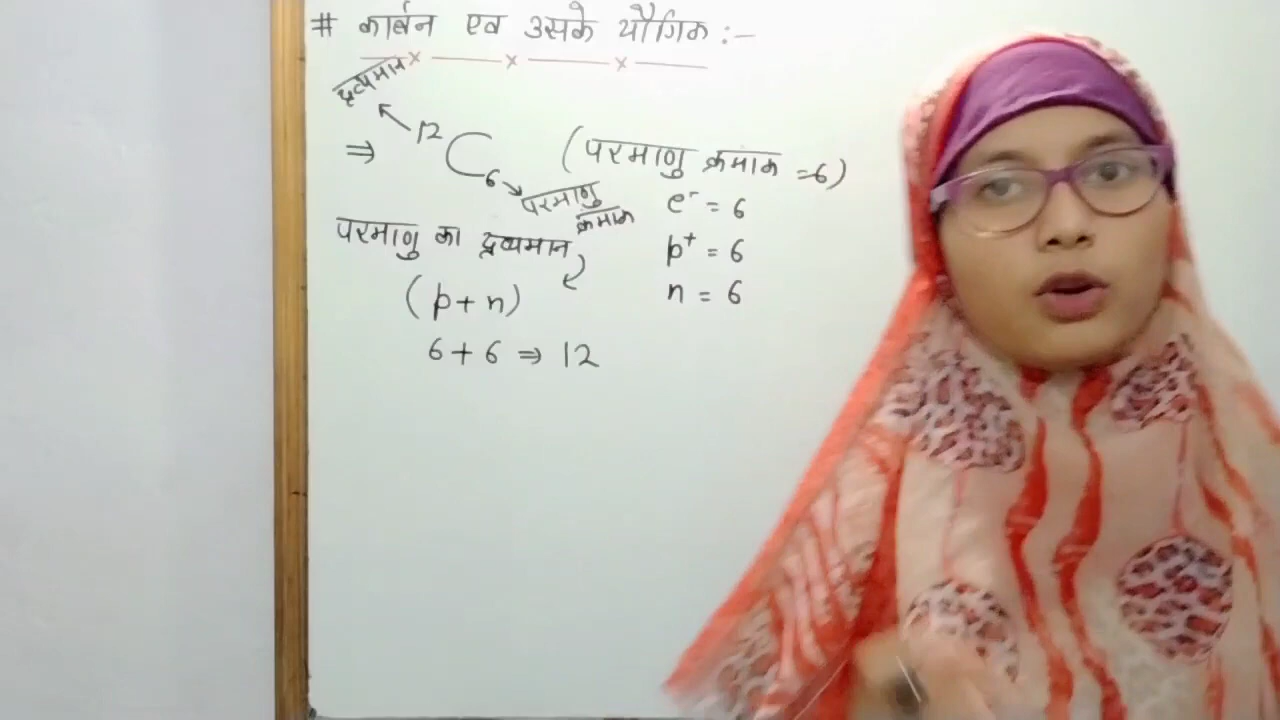 # कार्बन एवं उसके यौगिक :-
द्रव्यमान
⇒ ¹²C₆ (परमाणु क्रमांक = 6)
परमाणु क्रमांक
e⁻ = 6
परमाणु का द्रव्यमान
p⁺ = 6
(p + n)
n = 6
6 + 6 ⇒ 12